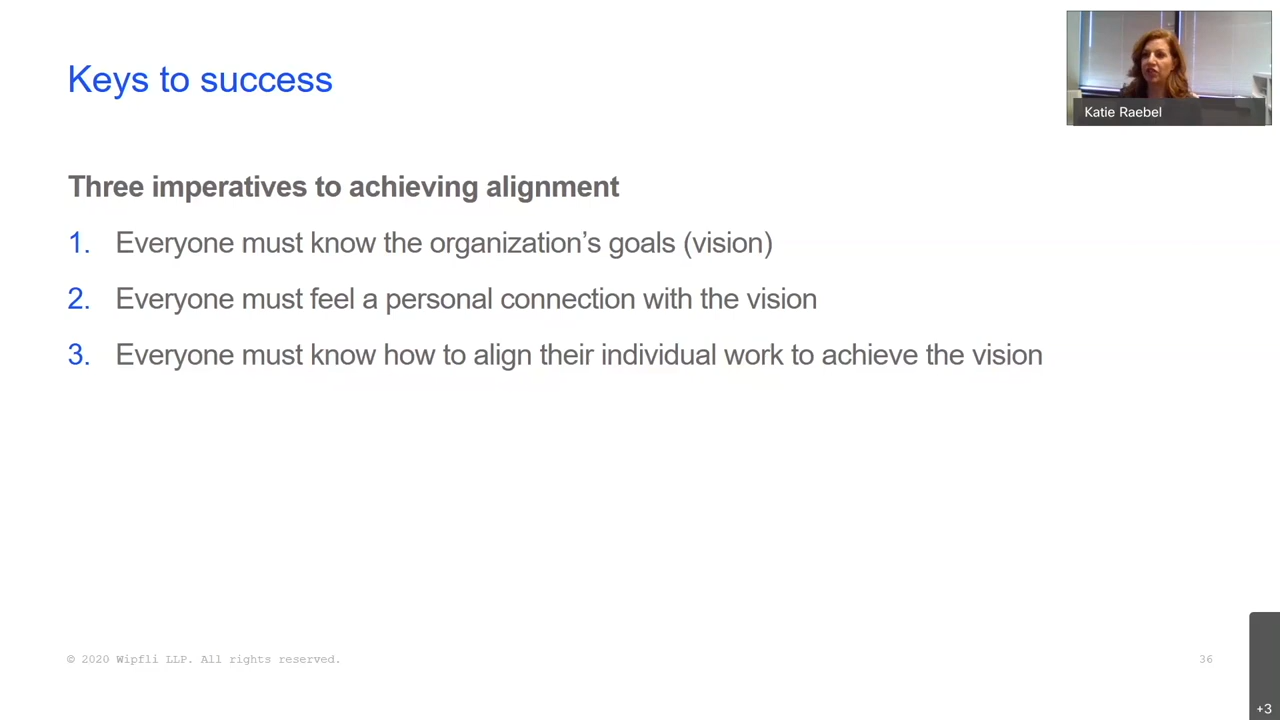 Keys to success
Katie Raebel
Three imperatives to achieving alignment
1. Everyone must know the organization’s goals (vision)
2. Everyone must feel a personal connection with the vision
3. Everyone must know how to align their individual work to achieve the vision
© 2020 Wipfli LLP. All rights reserved.
36
+3